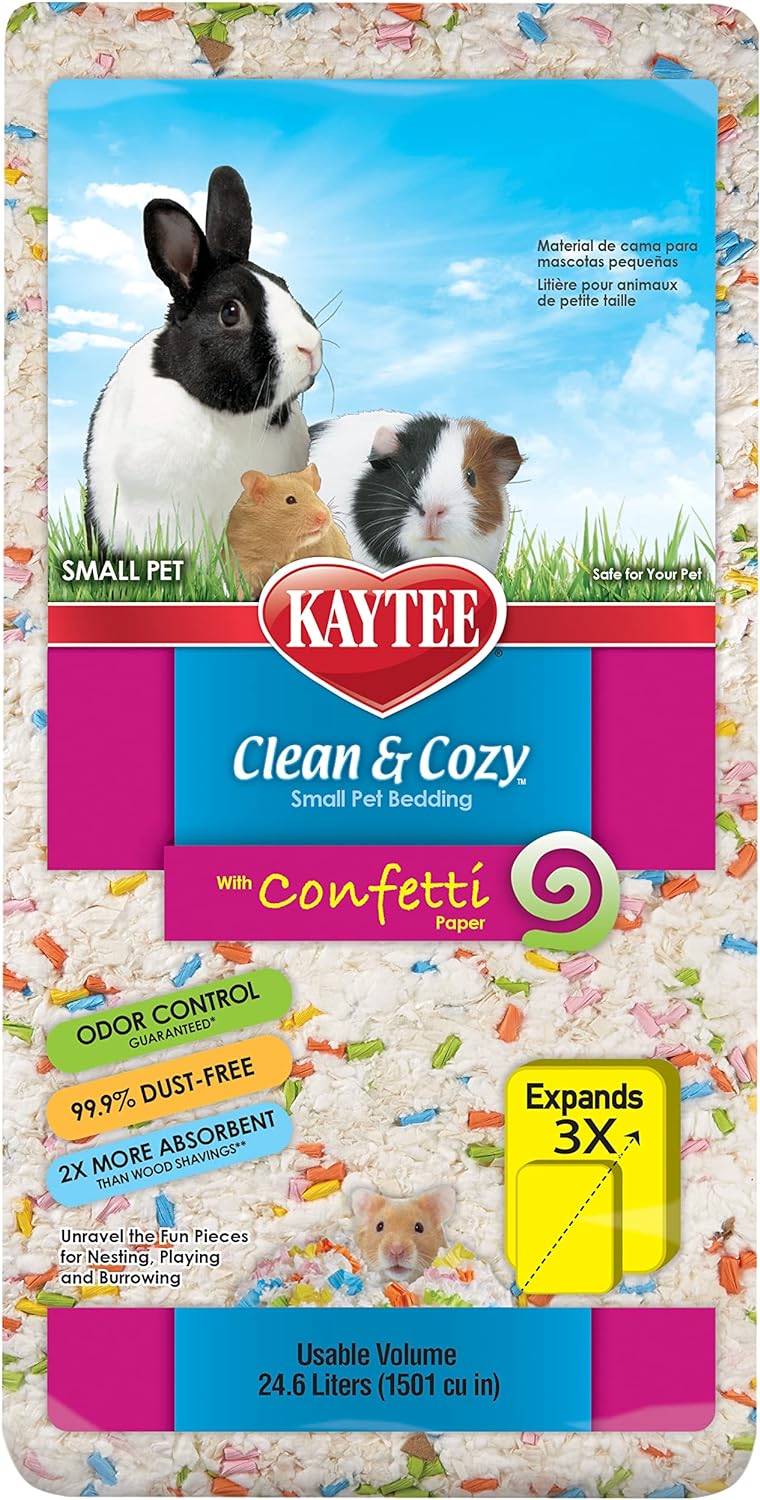 Material de cama para
mascotas pequeñas
Litière pour animaux
de petite taille
SMALL PET
Safe for Your Pet
KAYTEE®
Clean & Cozy™
Small Pet Bedding
With Confetti
Paper
ODOR CONTROL
GUARANTEED*
99.9% DUST-FREE
2X MORE ABSORBENT
THAN WOOD SHAVINGS**
Expands
3X
Unravel the Fun Pieces
for Nesting, Playing
and Burrowing
Usable Volume
24.6 Liters (1501 cu in)